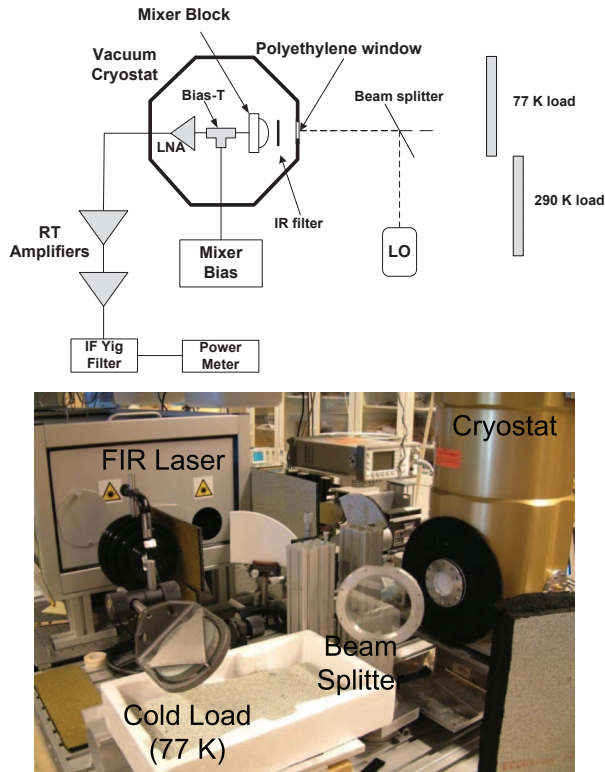 Mixer Block
Vacuum
Cryostat
Polyethylene window
Bias-T
Beam splitter
77 K load
LNA
290 K load
IR filter
RT
Amplifiers
Mixer
Bias
LO
IF Yig
Filter
Power
Meter
Cryostat
FIR Laser
Beam
Splitter
Cold Load
(77 K)